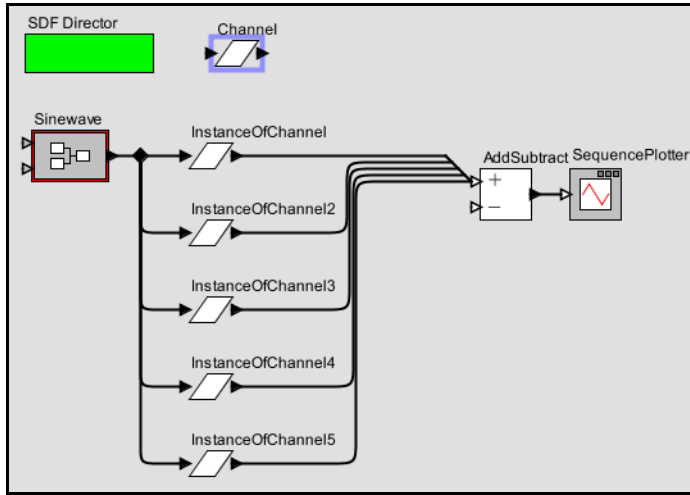 SDF Director
Channel
Sinewave
InstanceOfChannel
AddSubtract
SequencePlotter
InstanceOfChannel2
InstanceOfChannel3
InstanceOfChannel4
InstanceOfChannel5